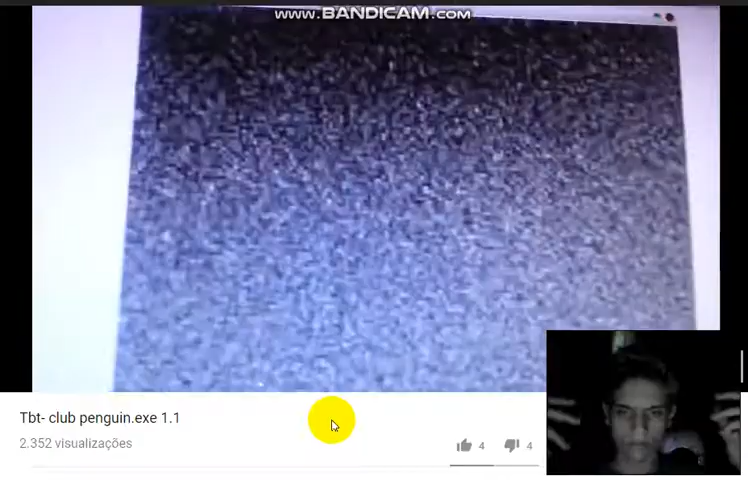 www.BANDICAM.com
Tbt- club penguin.exe 1.1
2.352 visualizações
4
4